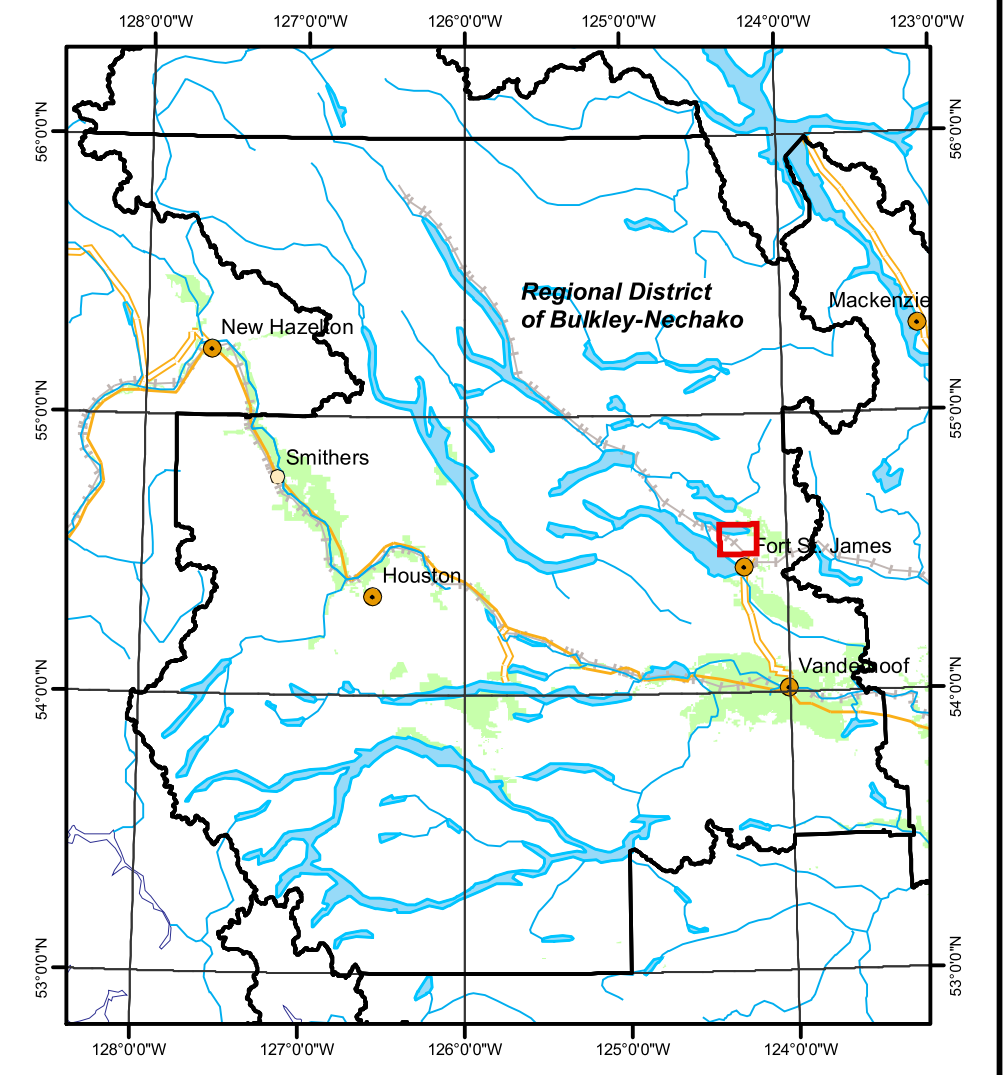 128°0'0"W 127°0'0"W 126°0'0"W 125°0'0"W 124°0'0"W 123°0'0"W
56°0'0"N 56°0'0"N
Regional District
of Bulkley-Nechako
Mackenzie
New Hazelton
55°0'0"N 55°0'0"N
Smithers
Fort St. James
Houston
Vanderhoof
54°0'0"N 54°0'0"N
53°0'0"N 53°0'0"N
128°0'0"W 127°0'0"W 126°0'0"W 125°0'0"W 124°0'0"W